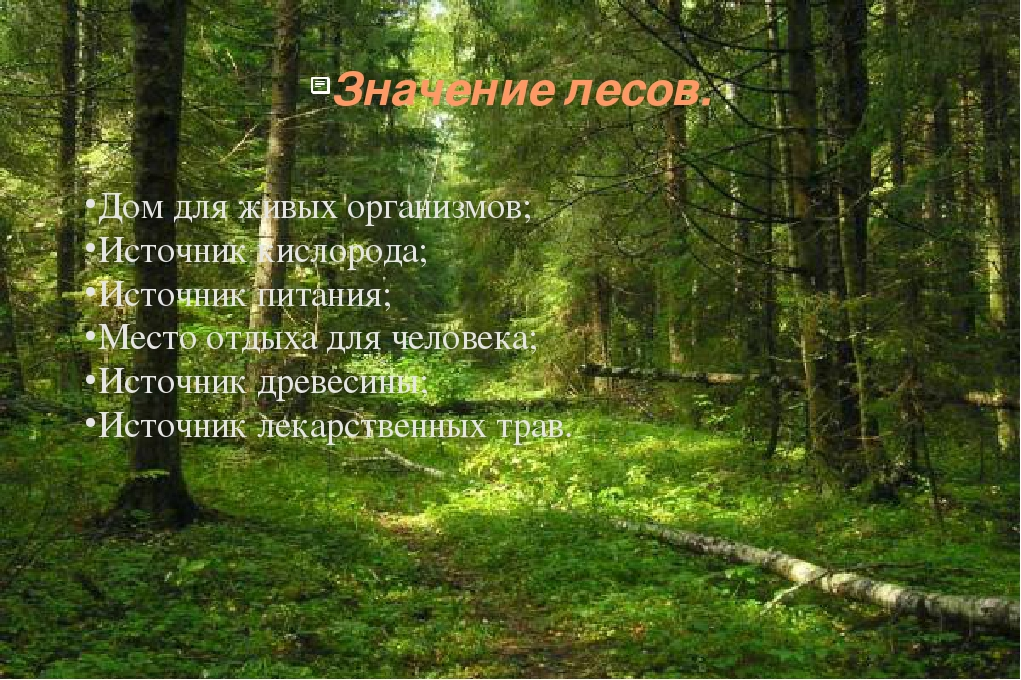 Значение лесов.
•Дом для живых организмов;
•Источник кислорода;
•Источник питания;
•Место отдыха для человека;
•Источник древесины;
•Источник лекарственных трав.